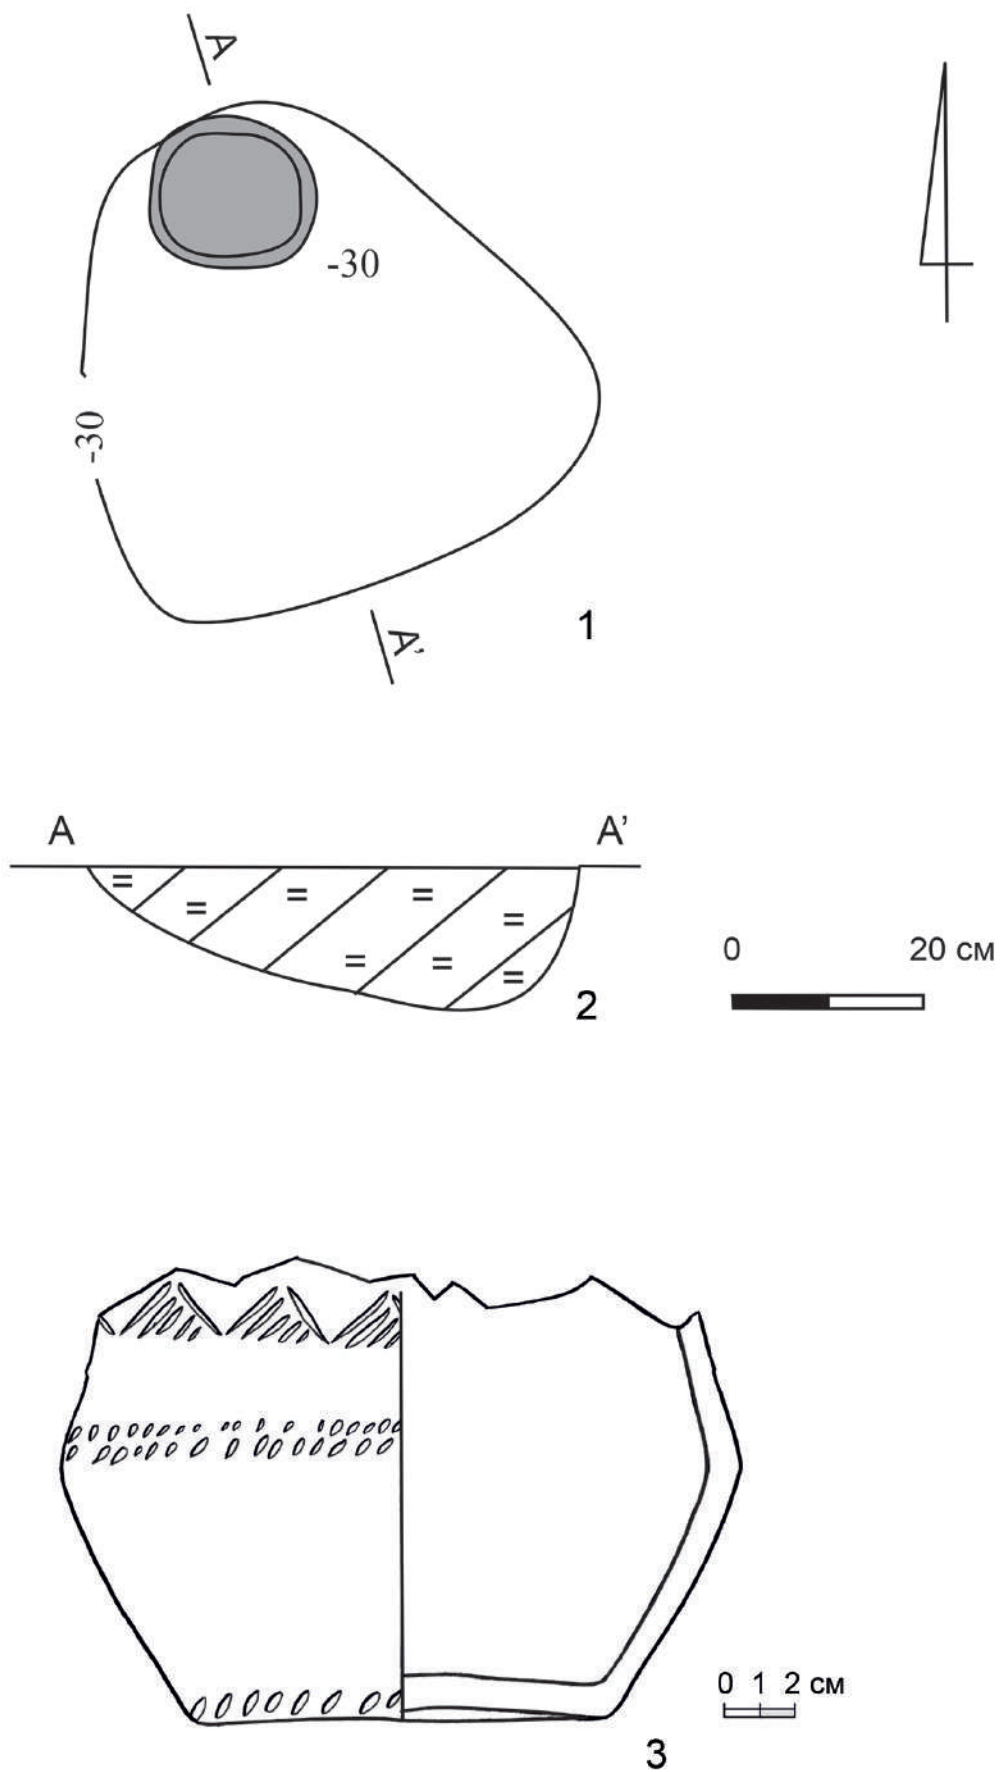 A
-30
-30
A’
1
A
A’
=
=
=
=
=
=
=
=
0 20 см
2
0 1 2 см
3